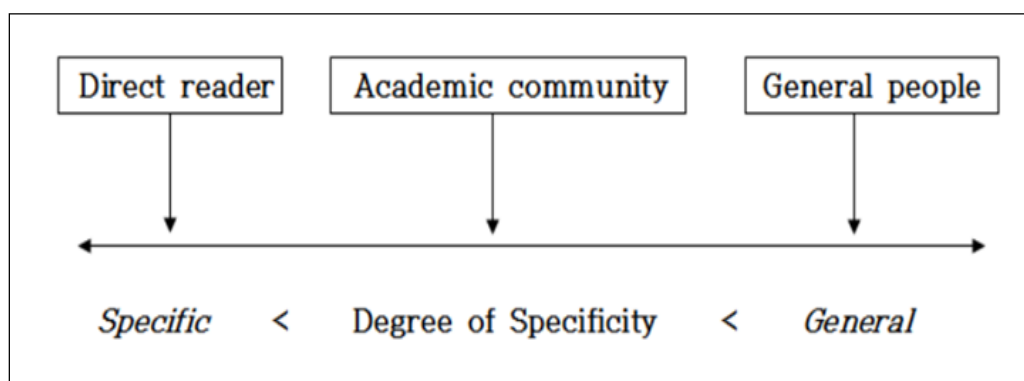 Direct reader Academic community General people
Specific < Degree of Specificity < General